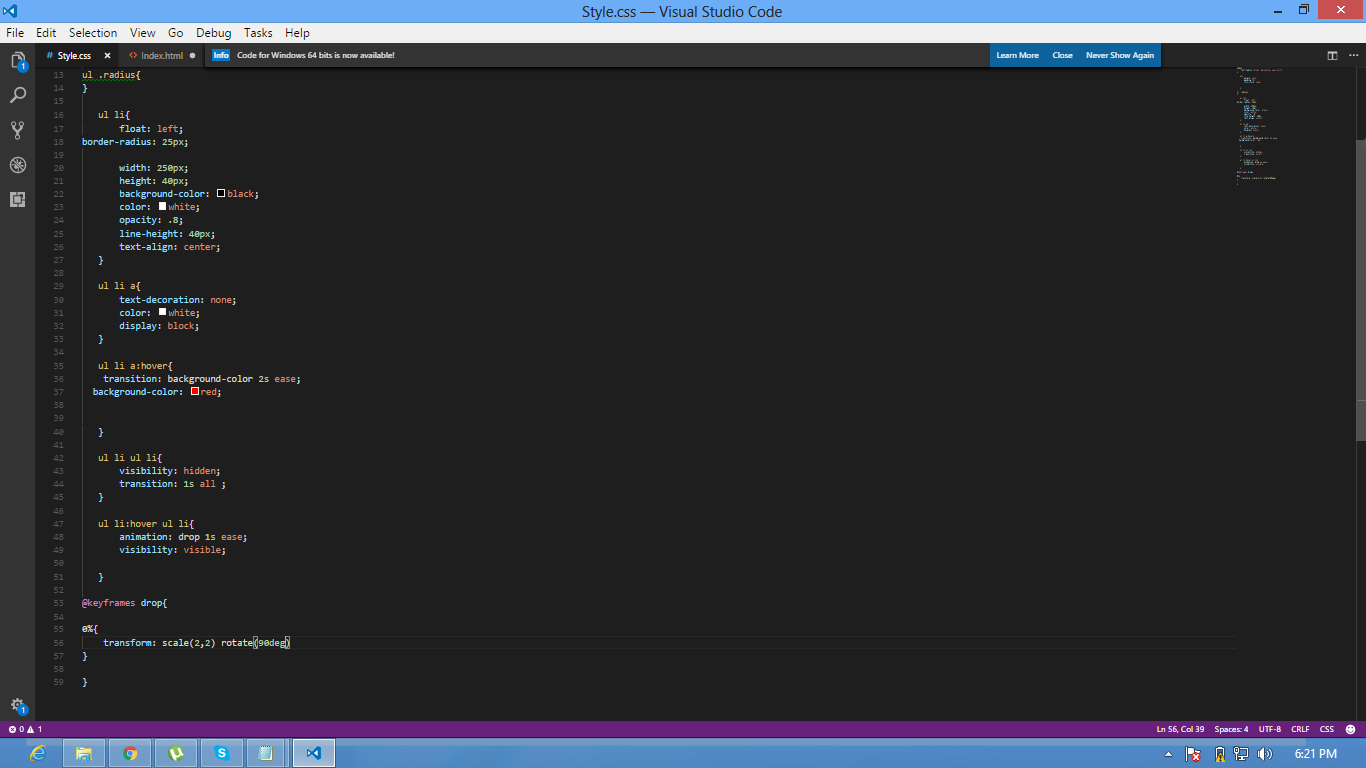 Style.css — Visual Studio Code
File Edit Selection View Go Debug Tasks Help
# Style.css × <> Index.html ● Info Code for Windows 64 bits is now available! Learn More Close Never Show Again
13 ul .radius{
14 }
15
16 ul li{
17 float: left;
18 border-radius: 25px;
19
20 width: 250px;
21 height: 40px;
22 background-color: black;
23 color: white;
24 opacity: .8;
25 line-height: 40px;
26 text-align: center;
27 }
28
29 ul li a{
30 text-decoration: none;
31 color: white;
32 display: block;
33 }
34
35 ul li a:hover{
36 transition: background-color 2s ease;
37 background-color: red;
38
39
40 }
41
42 ul li ul li{
43 visibility: hidden;
44 transition: 1s all ;
45 }
46
47 ul li:hover ul li{
48 animation: drop 1s ease;
49 visibility: visible;
50
51 }
52
53 @keyframes drop{
54
55 0%{
56 transform: scale(2,2) rotate(90deg)
57 }
58
59 }
1
1
0 1 Ln 56, Col 39 Spaces: 4 UTF-8 CRLF CSS
6:21 PM